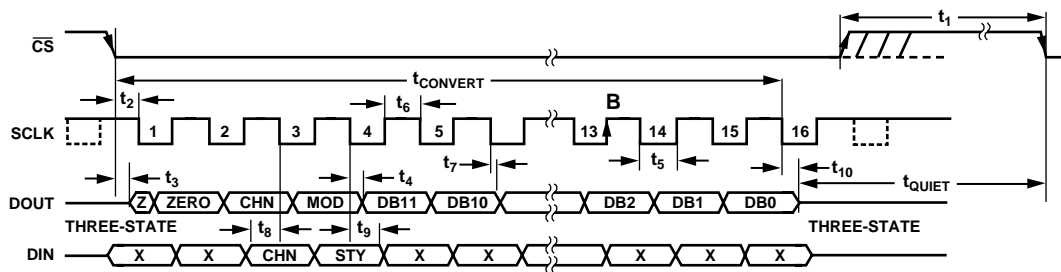 t1
CS
tCONVERT
t2
t6
B
SCLK
1
2
3
4
5
13
14
15
16
t3
t4
t7
t5
t10
tQUIET
DOUT
Z
ZERO
CHN
MOD
DB11
DB10
DB2
DB1
DB0
THREE-STATE
THREE-STATE
t8
t9
DIN
X
X
CHN
STY
X
X
X
X
X